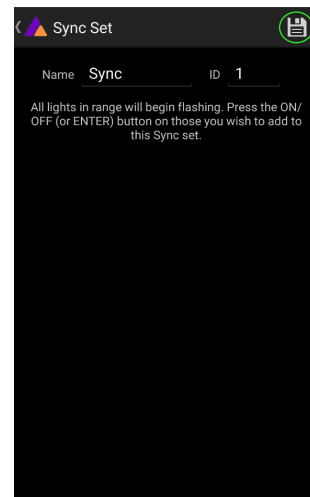 Sync Set
Name Sync ID 1
All lights in range will begin flashing. Press the ON/
OFF (or ENTER) button on those you wish to add to
this Sync set.